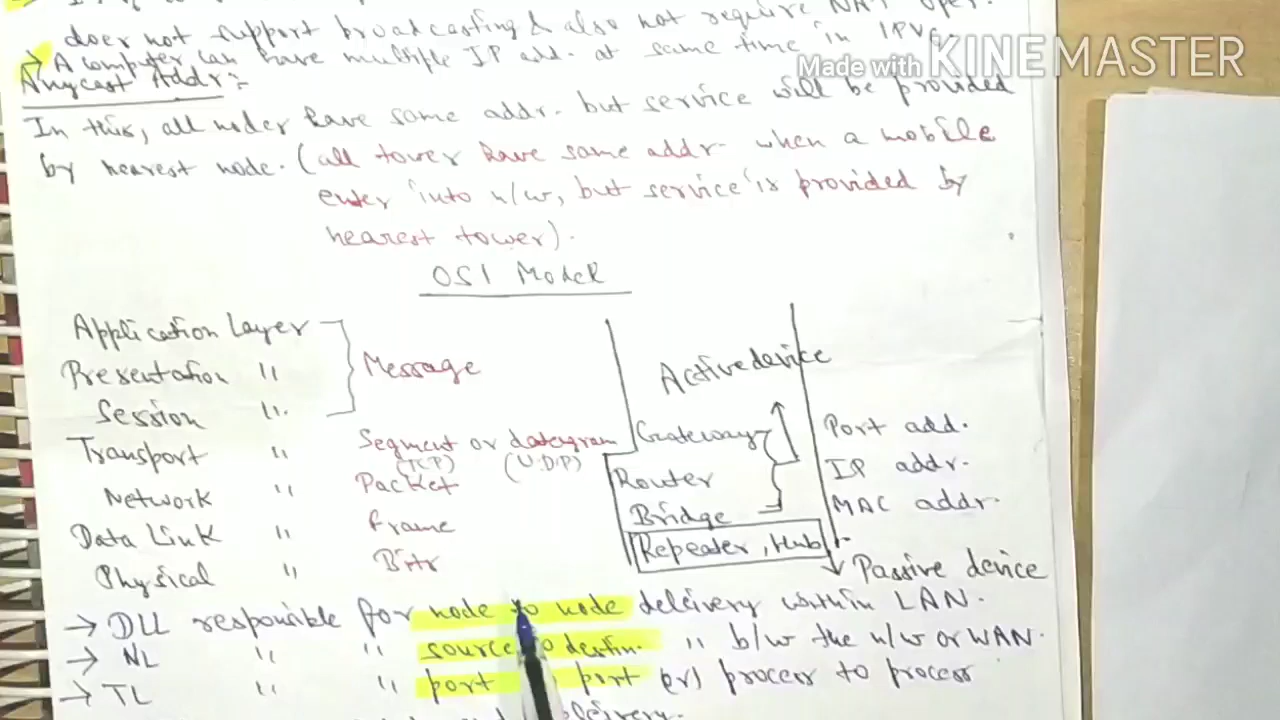 does not support broadcasting & also not require NAT oper.
→ A computer can have multiple IP add. at same time in IPV6
Made with KINEMASTER
Anycast Addr:-
In this, all nodes have same addr. but service will be provided
by nearest node. (all tower have same addr. when a mobile
enter into n/w, but service is provided by
nearest tower).
OSI Model
Application Layer
Presentation "
Session "
Message
Active device
Transport " Segment or datagram Gateway Port add.
(TCP) (UDP)
Network " Packet Router IP addr.
Data Link " Frame Bridge MAC addr.
Physical " Bits Repeater, Hub
Passive device
→ DLL responsible for node to node delivery within LAN.
→ NL " " source to destin. " b/w the n/w or WAN.
→ TL " " port port (or) process to process
delivery.